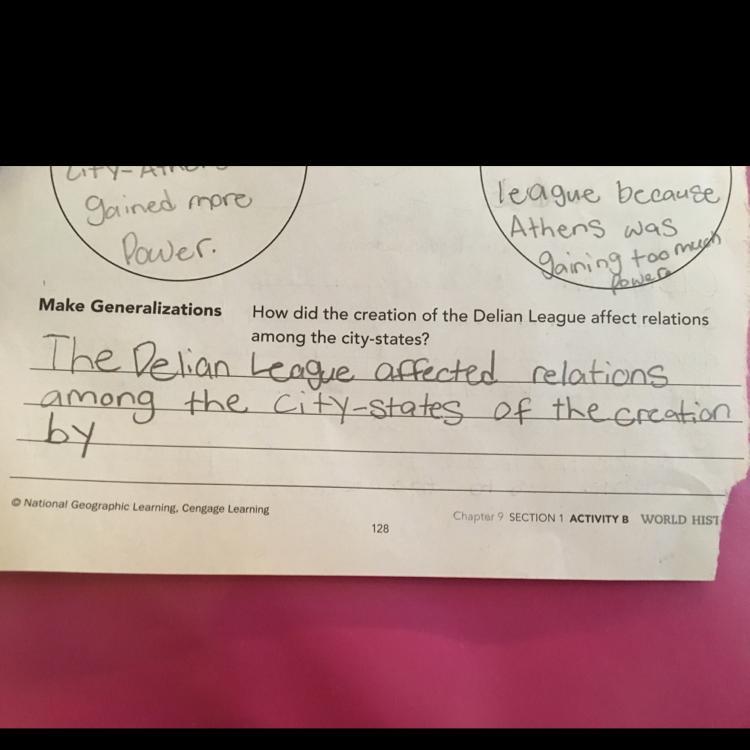 gained more
Power.
league because
Athens was
gaining too much
power
Make Generalizations
How did the creation of the Delian League affect relations
among the city-states?
The Delian League affected relations
among the city-states of the creation
by
© National Geographic Learning, Cengage Learning
128
Chapter 9 SECTION 1 ACTIVITY B WORLD HIST